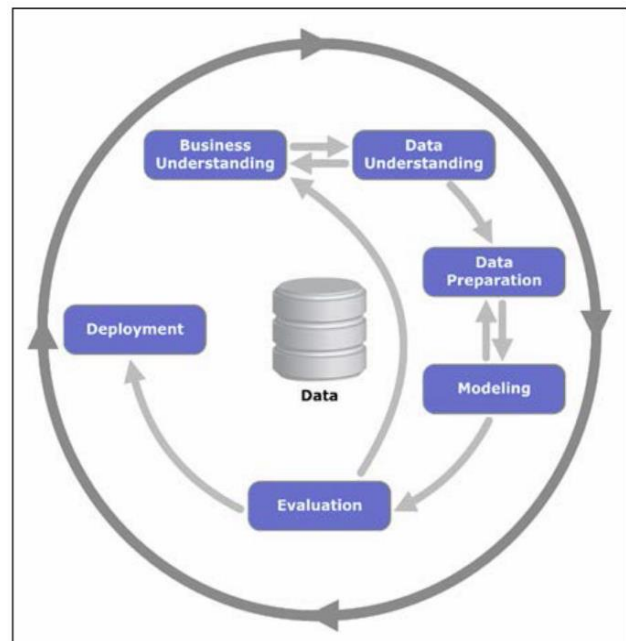 Business
Understanding
Data
Understanding
Data
Preparation
Deployment
Modeling
Data
Evaluation